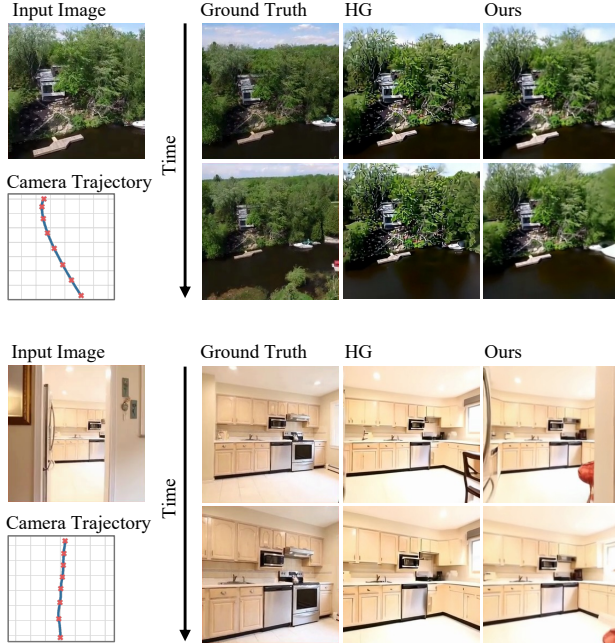 Input Image
Ground Truth
HG
Ours
Time
Camera Trajectory
Input Image
Ground Truth
HG
Ours
Time
Camera Trajectory